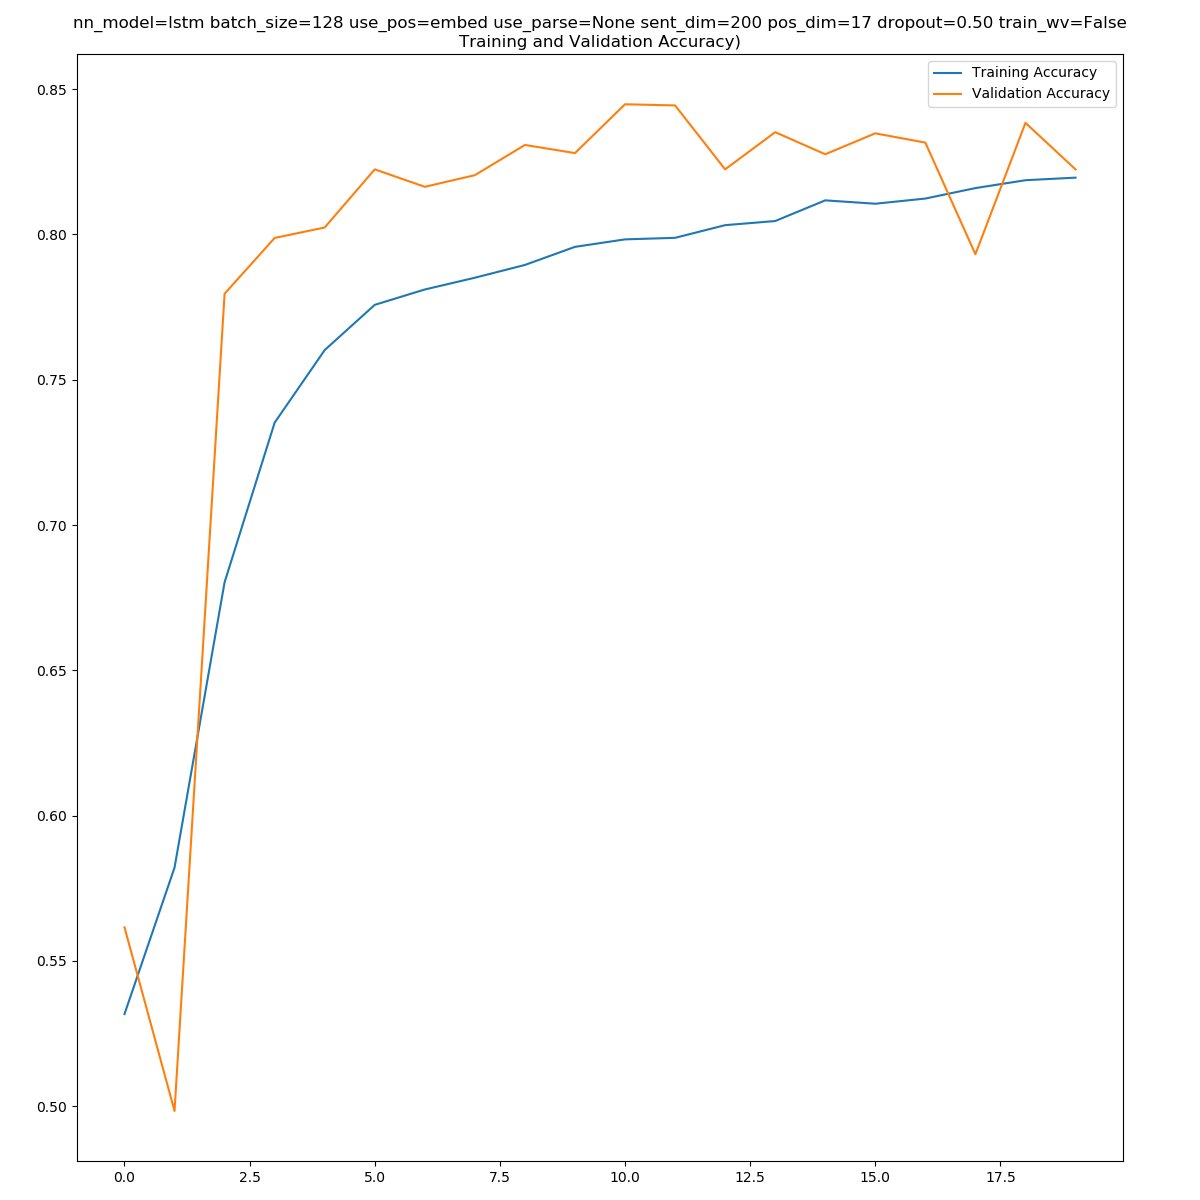 nn_model=lstm batch_size=128 use_pos=embed use_parse=None sent_dim=200 pos_dim=17 dropout=0.50 train_wv=False
Training and Validation Accuracy)
Training Accuracy
Validation Accuracy
0.85
0.80
0.75
0.70
0.65
0.60
0.55
0.50
0.0 2.5 5.0 7.5 10.0 12.5 15.0 17.5